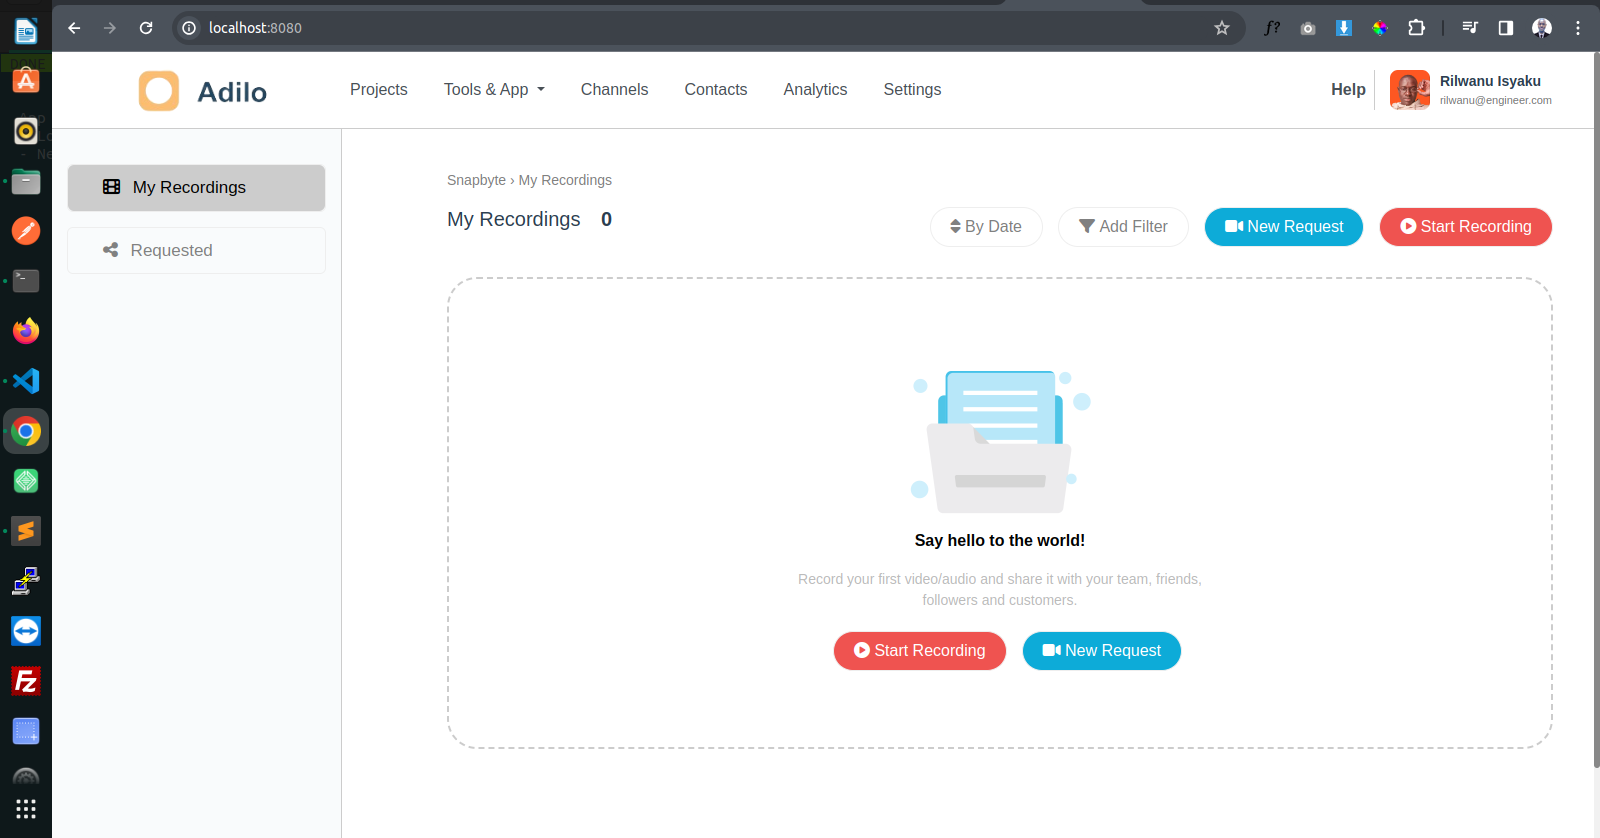 localhost:8080
f?
DONE
Adilo
Projects
Tools & App
Channels
Contacts
Analytics
Settings
Help
Rilwanu Isyaku
rilwanu@engineer.com
My Recordings
Requested
Snapbyte › My Recordings
My Recordings 0
By Date
Add Filter
New Request
Start Recording
Say hello to the world!
Record your first video/audio and share it with your team, friends,
followers and customers.
Start Recording
New Request